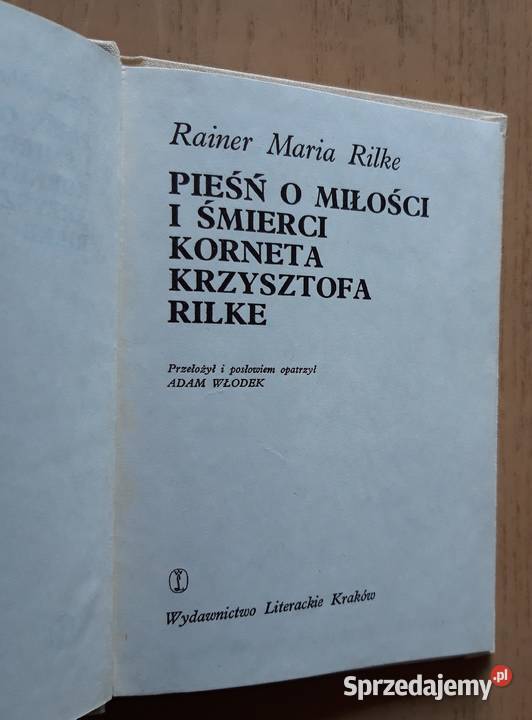 Rainer Maria Rilke
PIEŚŃ O MIŁOŚCI
I ŚMIERCI
KORNETA
KRZYSZTOFA
RILKE
Przełożył i posłowiem opatrzył
ADAM WŁODEK
Wydawnictwo Literackie Kraków
Sprzedajemy.pl